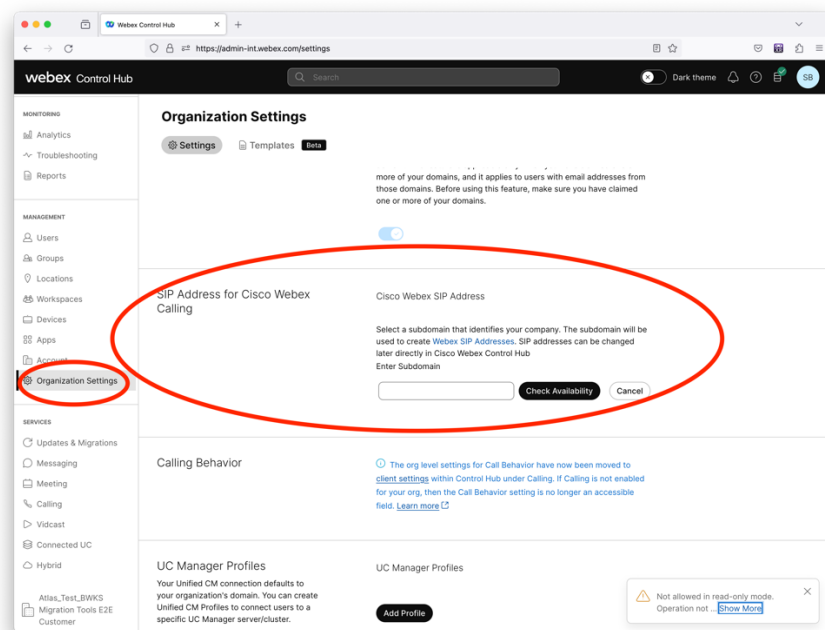 Webex Control Hub
https://admin-int.webex.com/settings
webex Control Hub
Search
Dark theme
SB
MONITORING
Analytics
Troubleshooting
Reports
MANAGEMENT
Users
Groups
Locations
Workspaces
Devices
Apps
Account
Organization Settings
SERVICES
Updates & Migrations
Messaging
Meeting
Calling
Vidcast
Connected UC
Hybrid
Atlas_Test_BWKS
Migration Tools E2E
Customer
Organization Settings
Settings
Templates
Beta
more of your domains, and it applies to users with email addresses from
those domains. Before using this feature, make sure you have claimed
one or more of your domains.
SIP Address for Cisco Webex
Calling
Cisco Webex SIP Address
Select a subdomain that identifies your company. The subdomain will be
used to create Webex SIP Addresses. SIP addresses can be changed
later directly in Cisco Webex Control Hub
Enter Subdomain
Check Availability
Cancel
Calling Behavior
The org level settings for Call Behavior have now been moved to
client settings within Control Hub under Calling. If Calling is not enabled
for your org, then the Call Behavior setting is no longer an accessible
field. Learn more
UC Manager Profiles
Your Unified CM connection defaults to
your organization's domain. You can create
Unified CM Profiles to connect users to a
specific UC Manager server/cluster.
UC Manager Profiles
Add Profile
Not allowed in read-only mode.
Operation not ... Show More